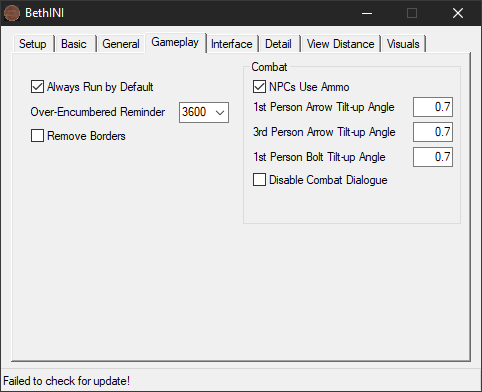 BethINI
Setup Basic General Gameplay Interface Detail View Distance Visuals
Always Run by Default
Over-Encumbered Reminder 3600
Remove Borders
Combat
NPCs Use Ammo
1st Person Arrow Tilt-up Angle 0.7
3rd Person Arrow Tilt-up Angle 0.7
1st Person Bolt Tilt-up Angle 0.7
Disable Combat Dialogue
Failed to check for update!